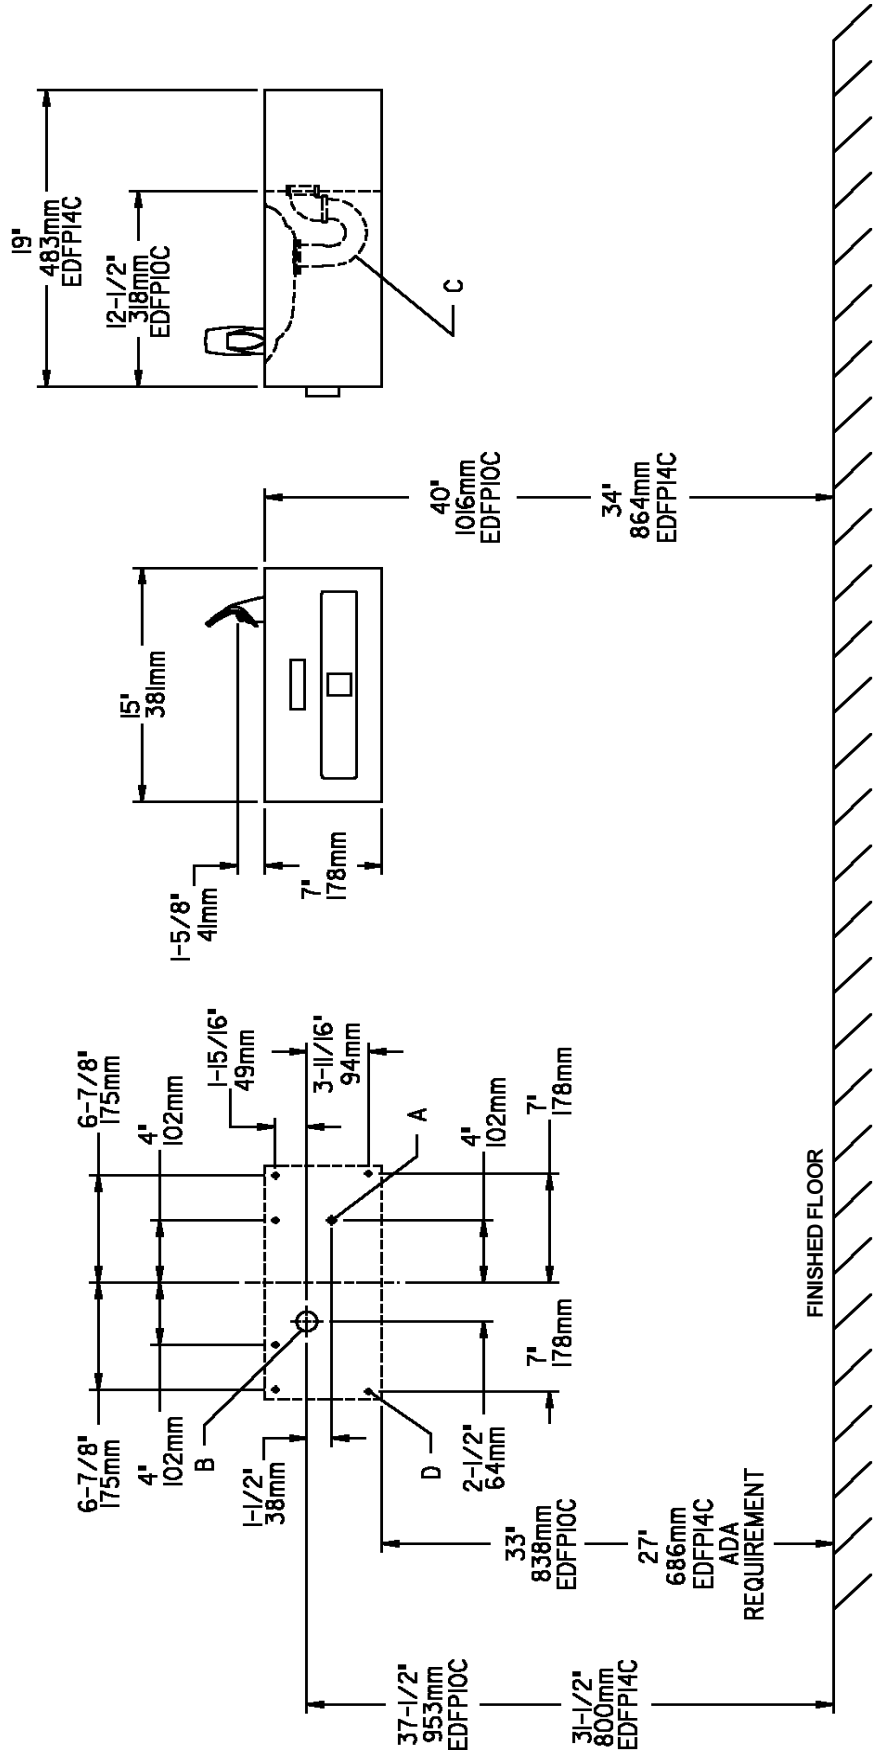 6-7/8"
175mm
6-7/8"
175mm
4"
102mm
4"
102mm
B
1-15/16"
49mm
1-1/2"
38mm
3-11/16"
94mm
A
D
2-1/2"
64mm
4"
102mm
7"
178mm
7"
178mm
37-1/2"
953mm
EDFP10C
31-1/2"
800mm
EDFP14C
33"
838mm
EDFP10C
27"
686mm
EDFP14C
ADA
REQUIREMENT
FINISHED FLOOR
15"
381mm
1-5/8"
41mm
7"
178mm
40"
1016mm
EDFP10C
34"
864mm
EDFP14C
19"
483mm
EDFP14C
12-1/2"
318mm
EDFP10C
C